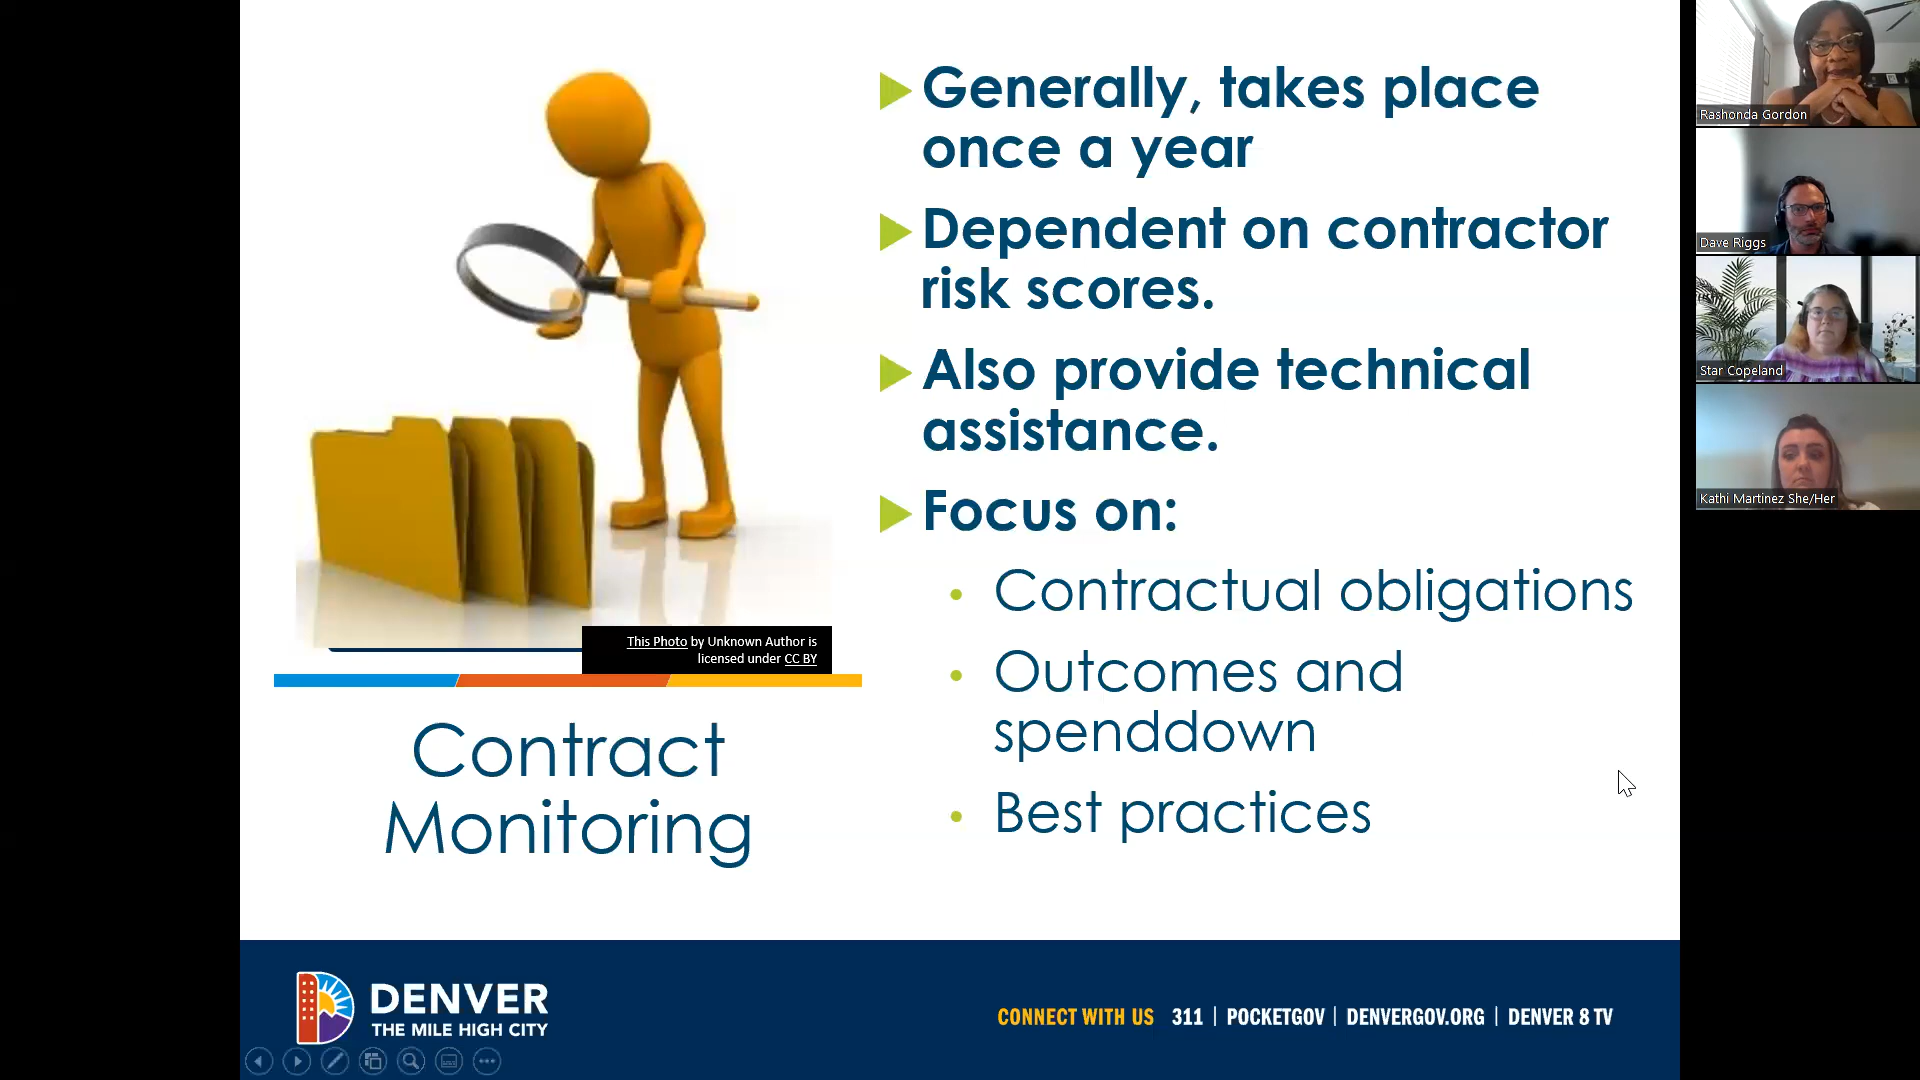 Generally, takes place
once a year
Dependent on contractor
risk scores.
Also provide technical
assistance.
Focus on:
Contractual obligations
Outcomes and
spenddown
Best practices
This Photo by Unknown Author is
licensed under CC BY
Contract
Monitoring
DENVER
THE MILE HIGH CITY
CONNECT WITH US 311 | POCKETGOV | DENVERGOV.ORG | DENVER 8 TV
Rashonda Gordon
Dave Riggs
Star Copeland
Kathi Martinez She/Her